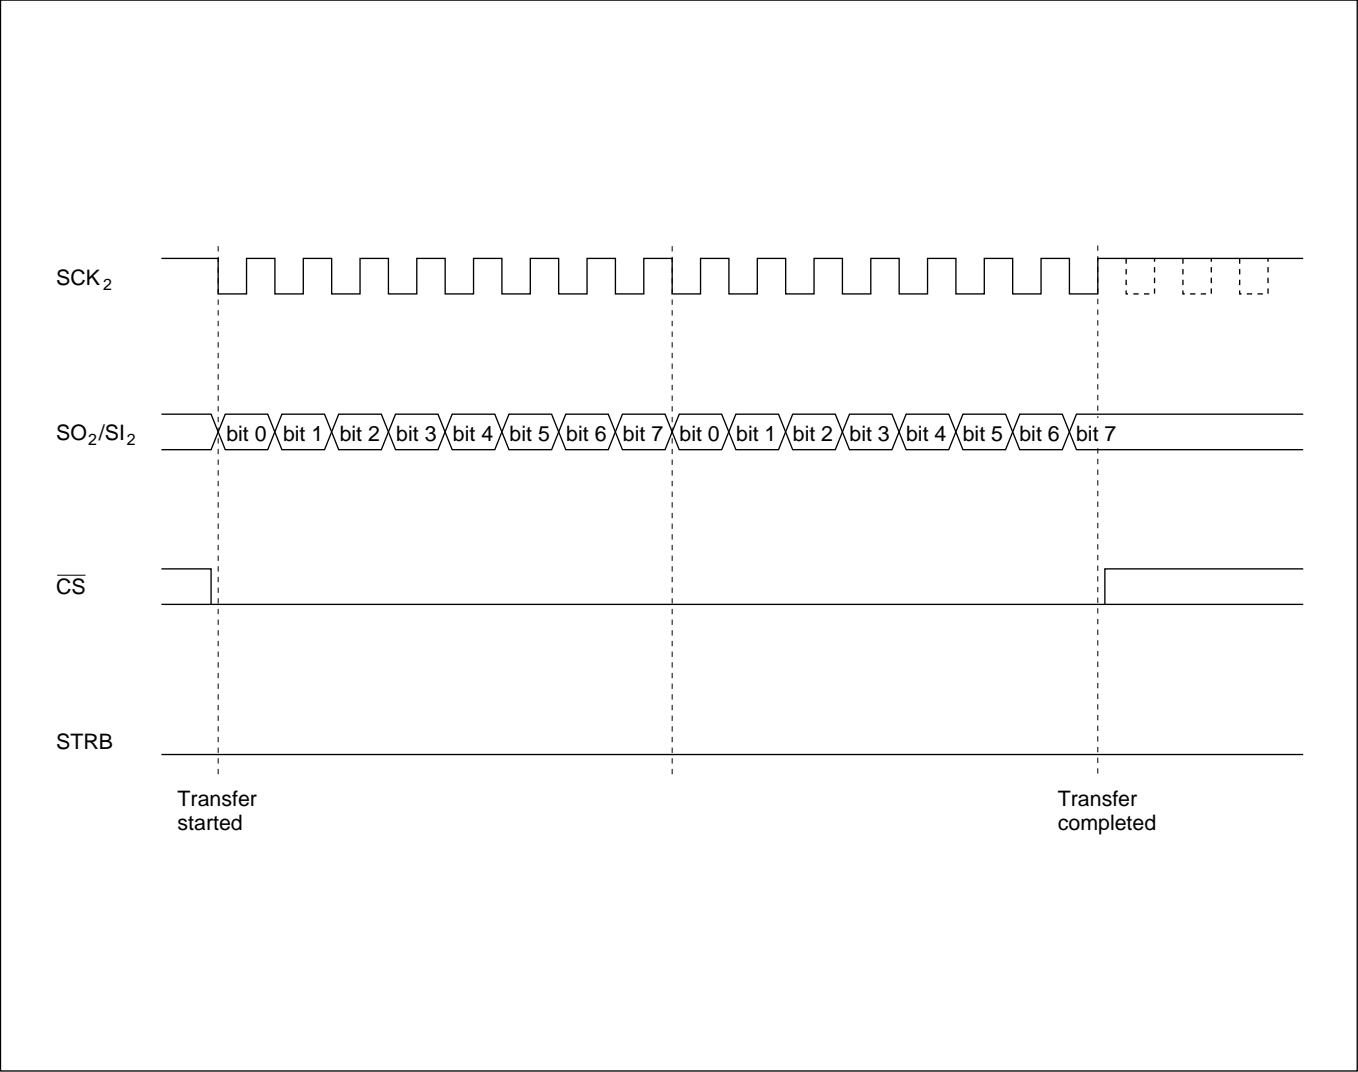 SCK2
SO2/SI2
bit 0 bit 1 bit 2 bit 3 bit 4 bit 5 bit 6 bit 7 bit 0 bit 1 bit 2 bit 3 bit 4 bit 5 bit 6 bit 7
C̅S̅
STRB
Transfer
started
Transfer
completed